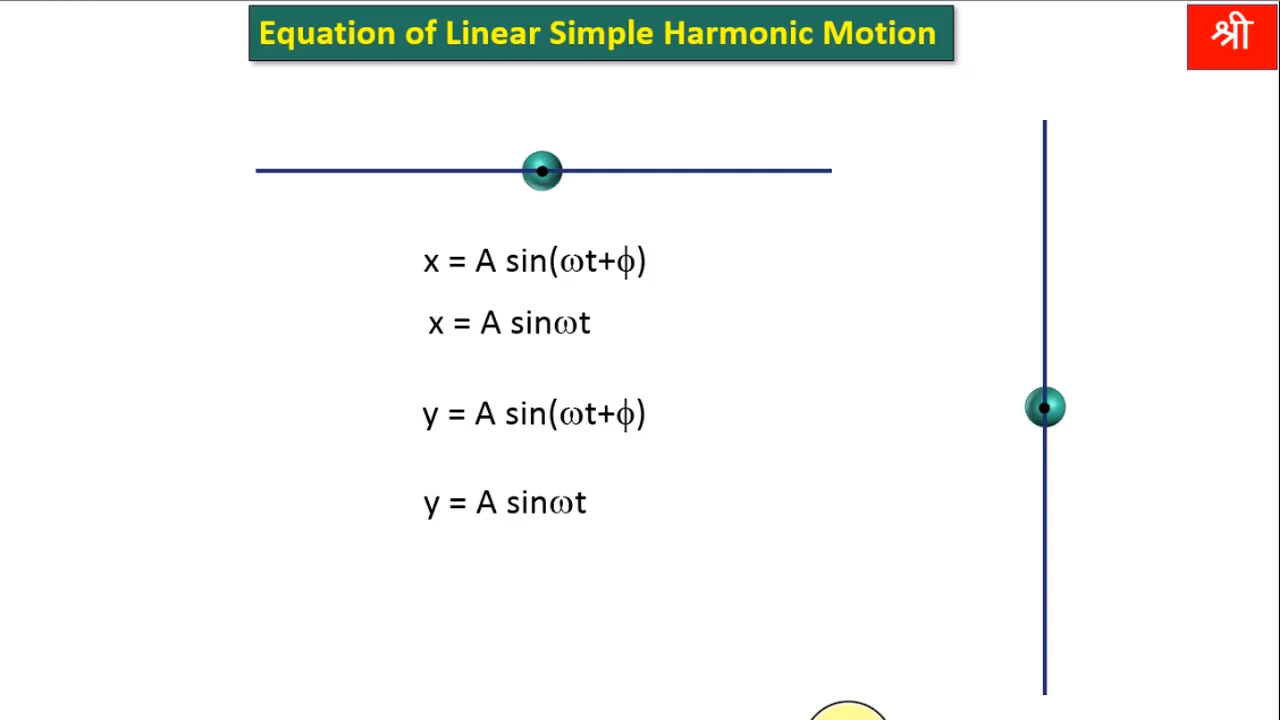 Equation of Linear Simple Harmonic Motion
श्री
x = A sin(ωt+ϕ)
x = A sinωt
y = A sin(ωt+ϕ)
y = A sinωt